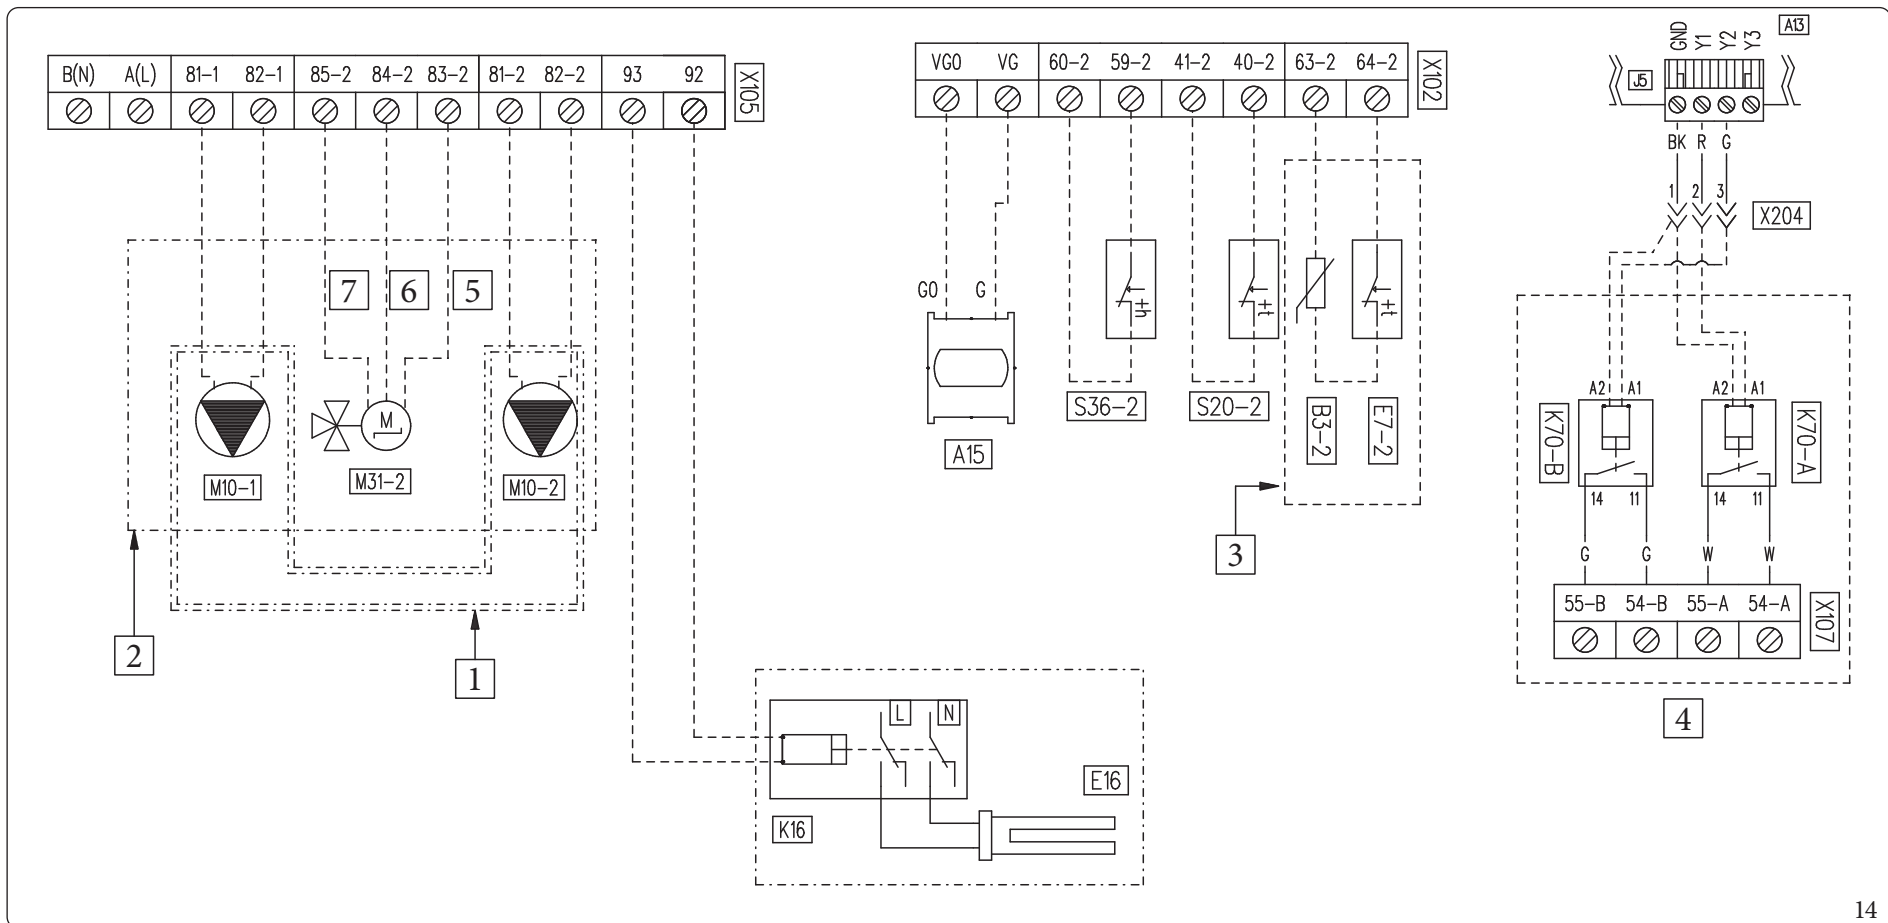 B(N) A(L) 81-1 82-1 85-2 84-2 83-2 81-2 82-2 93 92
X105
7 6 5
M
M10-1 M31-2 M10-2
2
1
L N
E16
K16
VG0 VG 60-2 59-2 41-2 40-2 63-2 64-2
X102
G0 G
+h +t +t
A15
S36-2 S20-2
B3-2 E7-2
3
A13
GND Y1 Y2 Y3
J5
BK R G
1 2 3
X204
A2 A1 A2 A1
K70-B K70-A
14 11 14 11
G G W W
55-B 54-B 55-A 54-A
X107
4
14